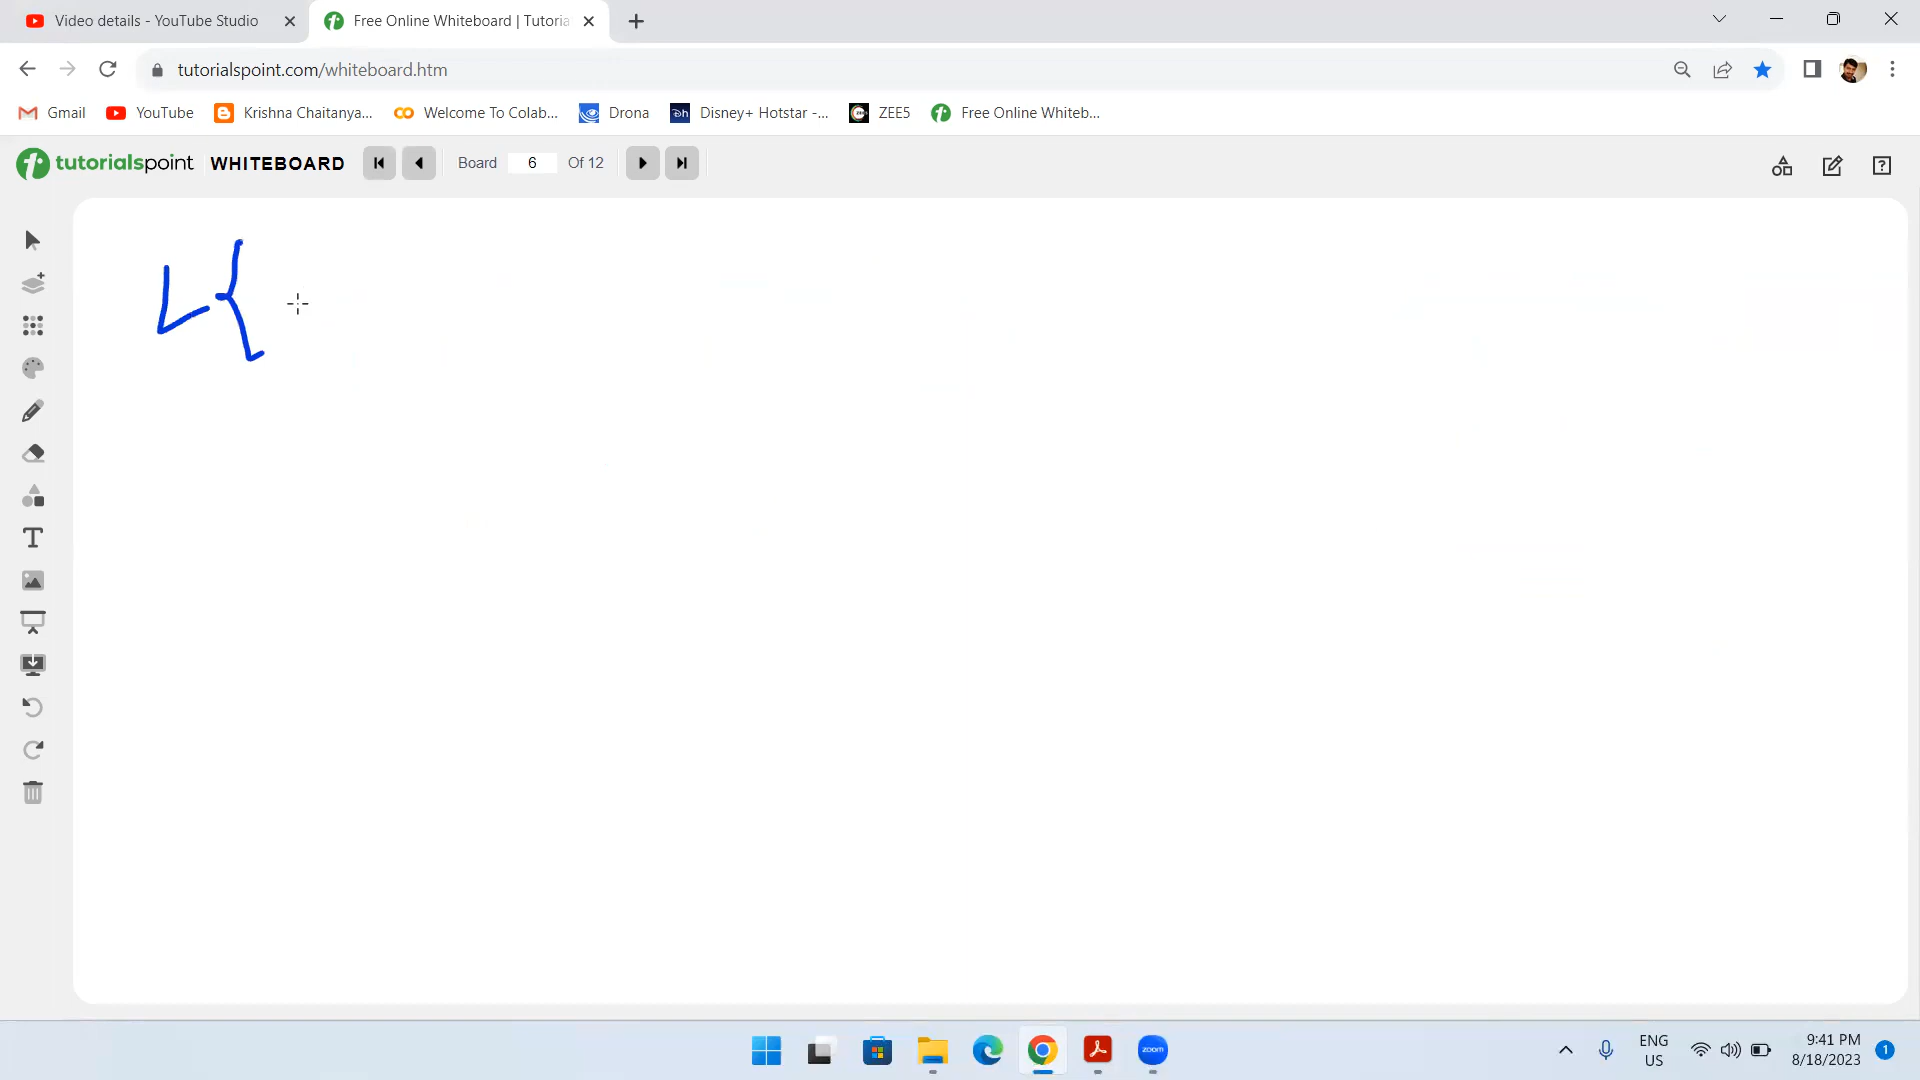 Video details - YouTube Studio
Free Online Whiteboard | Tutoria
tutorialspoint.com/whiteboard.htm
Gmail YouTube Krishna Chaitanya... Welcome To Colab... Drona Disney+ Hotstar -... ZEE5 Free Online Whiteb...
tutorialspoint WHITEBOARD Board 6 Of 12
L{
zoom
ENG
US
9:41 PM
8/18/2023
1